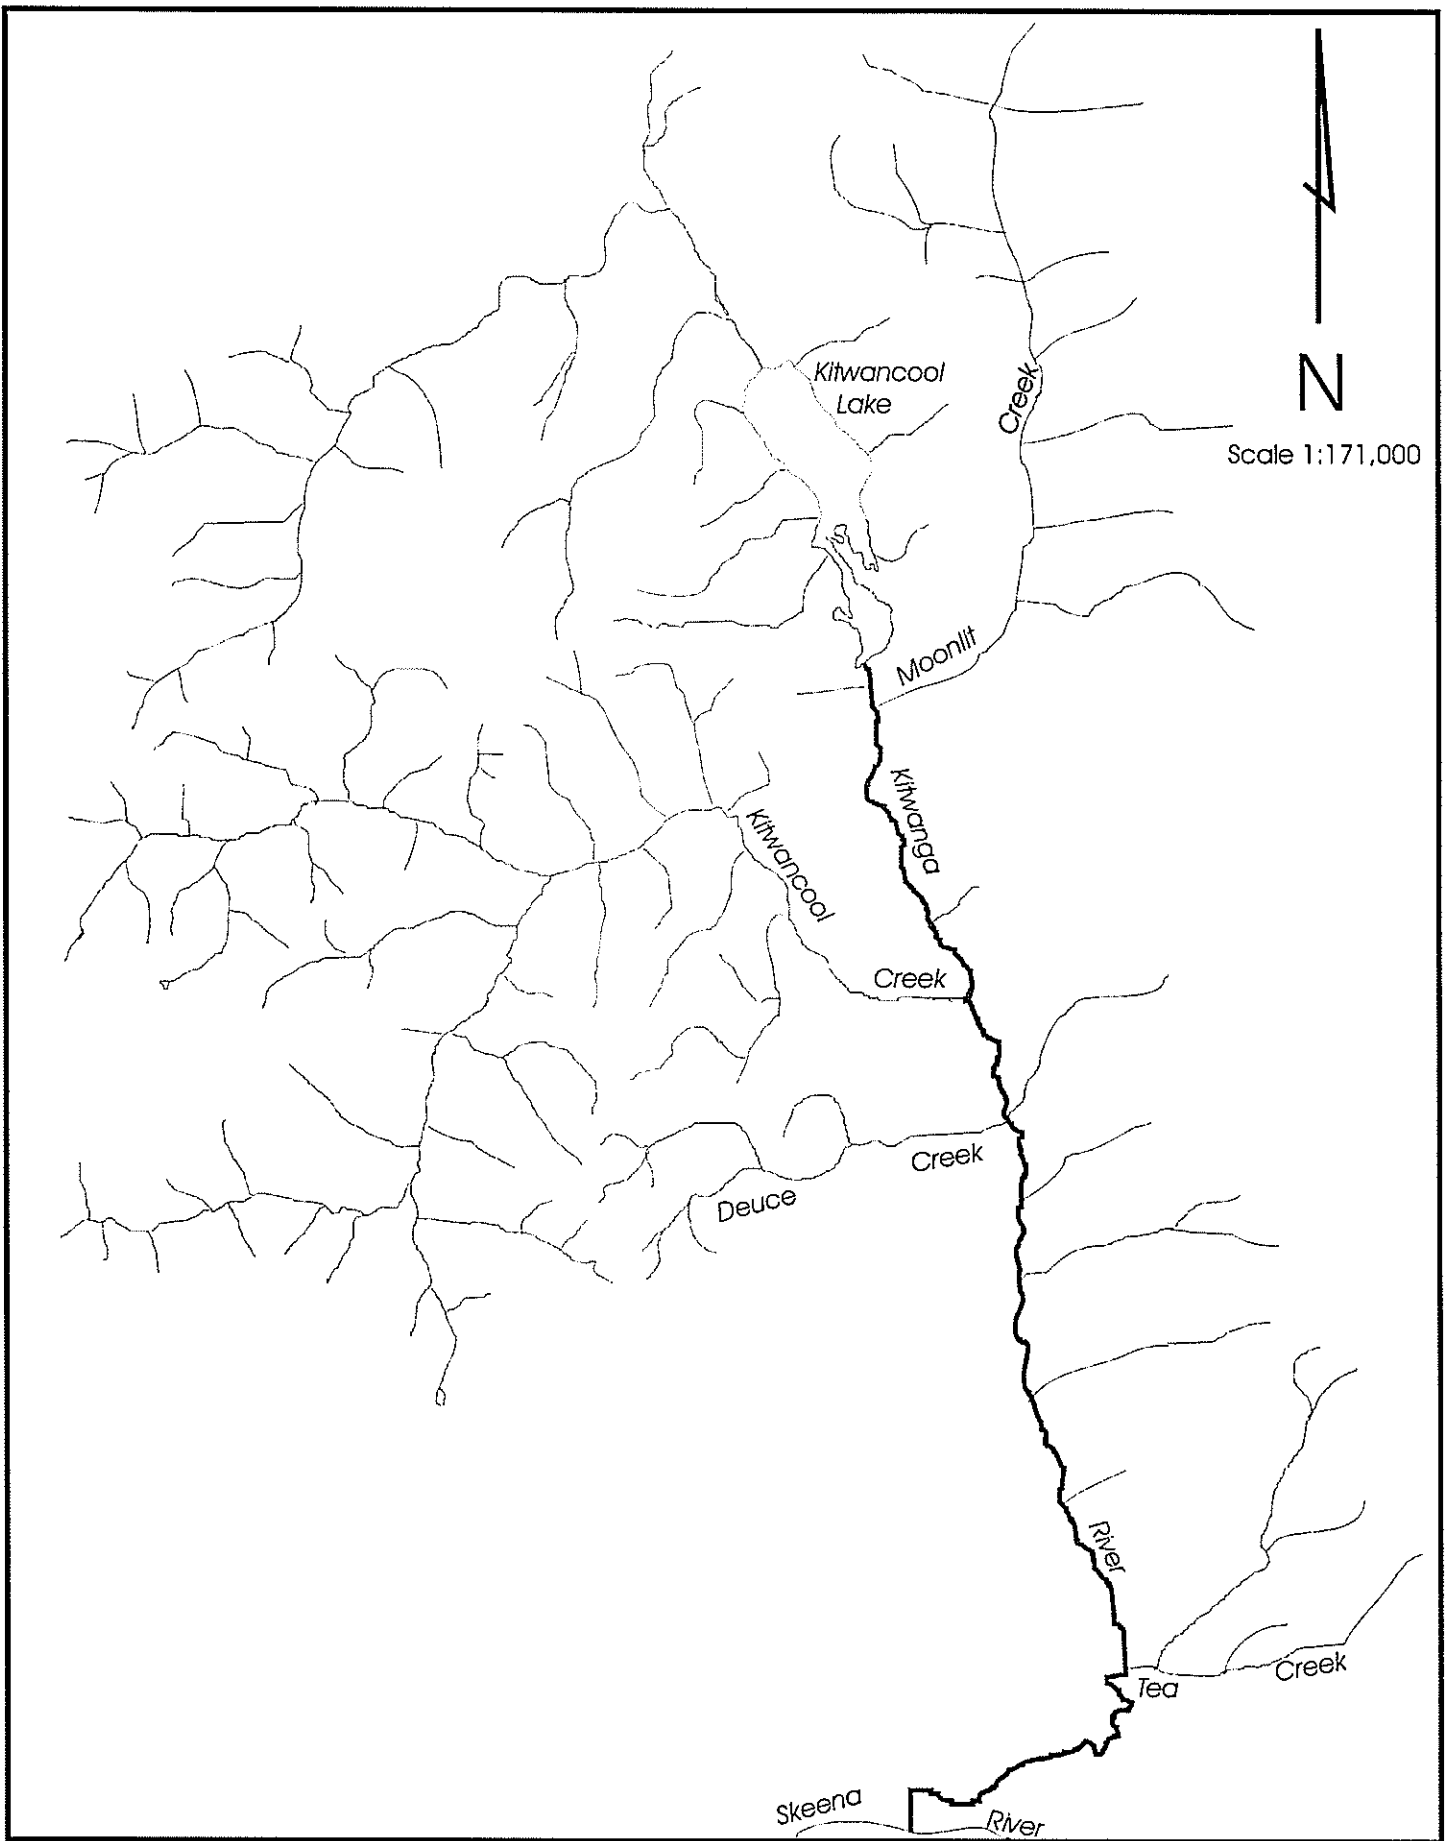 Kitwancool
Lake
Creek
N
Scale 1:171,000
Moonlit
Kitwanga
Kitwancool
Creek
Creek
Deuce
River
Creek
Tea
Skeena
River